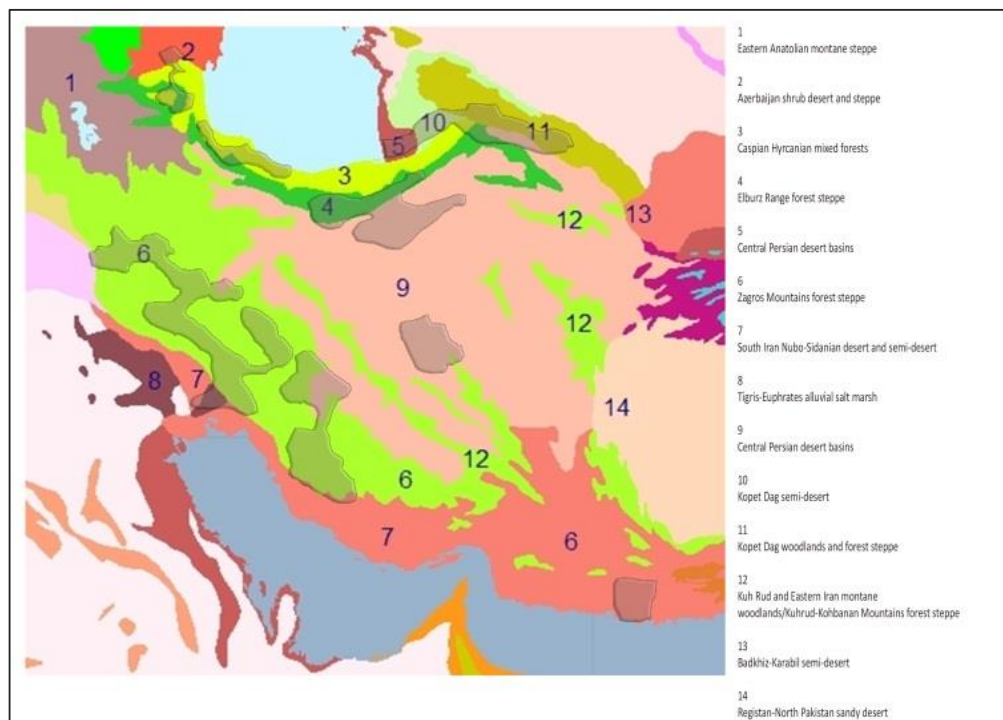 1
2
10
11
5
3
4
12
13
6
9
12
8
7
14
12
6
7
6
1
Eastern Anatolian montane steppe
2
Azerbaijan shrub desert and steppe
3
Caspian Hyrcanian mixed forests
4
Elburz Range forest steppe
5
Central Persian desert basins
6
Zagros Mountains forest steppe
7
South Iran Nubo-Sidanian desert and semi-desert
8
Tigris-Euphrates alluvial salt marsh
9
Central Persian desert basins
10
Kopet Dag semi-desert
11
Kopet Dag woodlands and forest steppe
12
Kuh Rud and Eastern Iran montane
woodlands/Kuhrud-Kohbanan Mountains forest steppe
13
Badkhiz-Karabil semi-desert
14
Registan-North Pakistan sandy desert